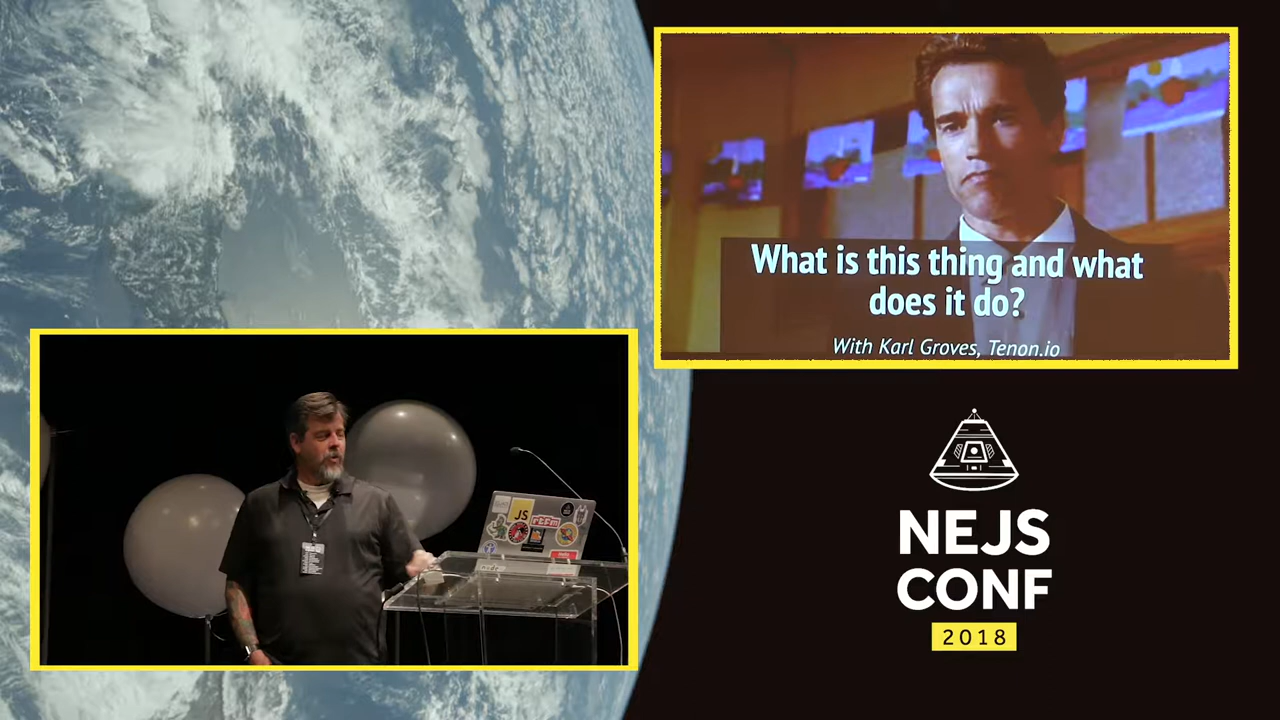 What is this thing and what
does it do?
With Karl Groves, Tenon.io
JS
rtfm
NEJS
CONF
2018